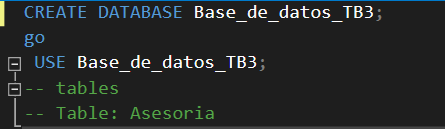 CREATE DATABASE Base_de_datos_TB3;
go
USE Base_de_datos_TB3;
-- tables
-- Table: Asesoria